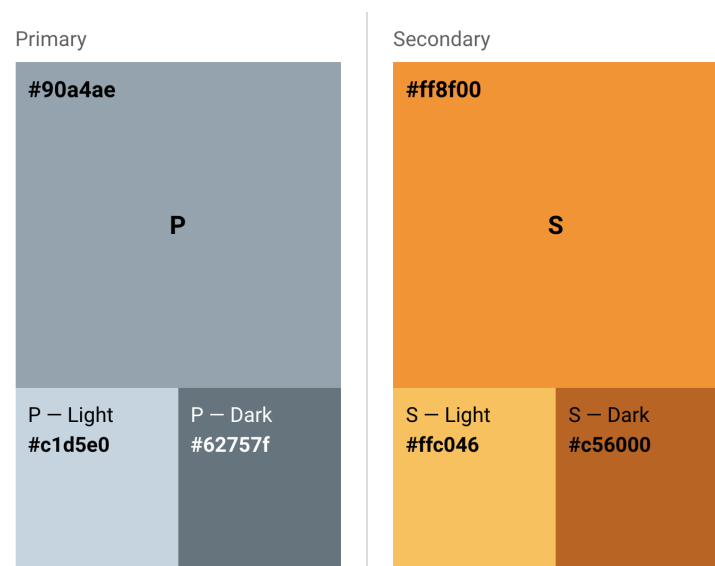 Primary
#90a4ae
P
P — Light
#c1d5e0
P — Dark
#62757f
Secondary
#ff8f00
S
S — Light
#ffc046
S — Dark
#c56000